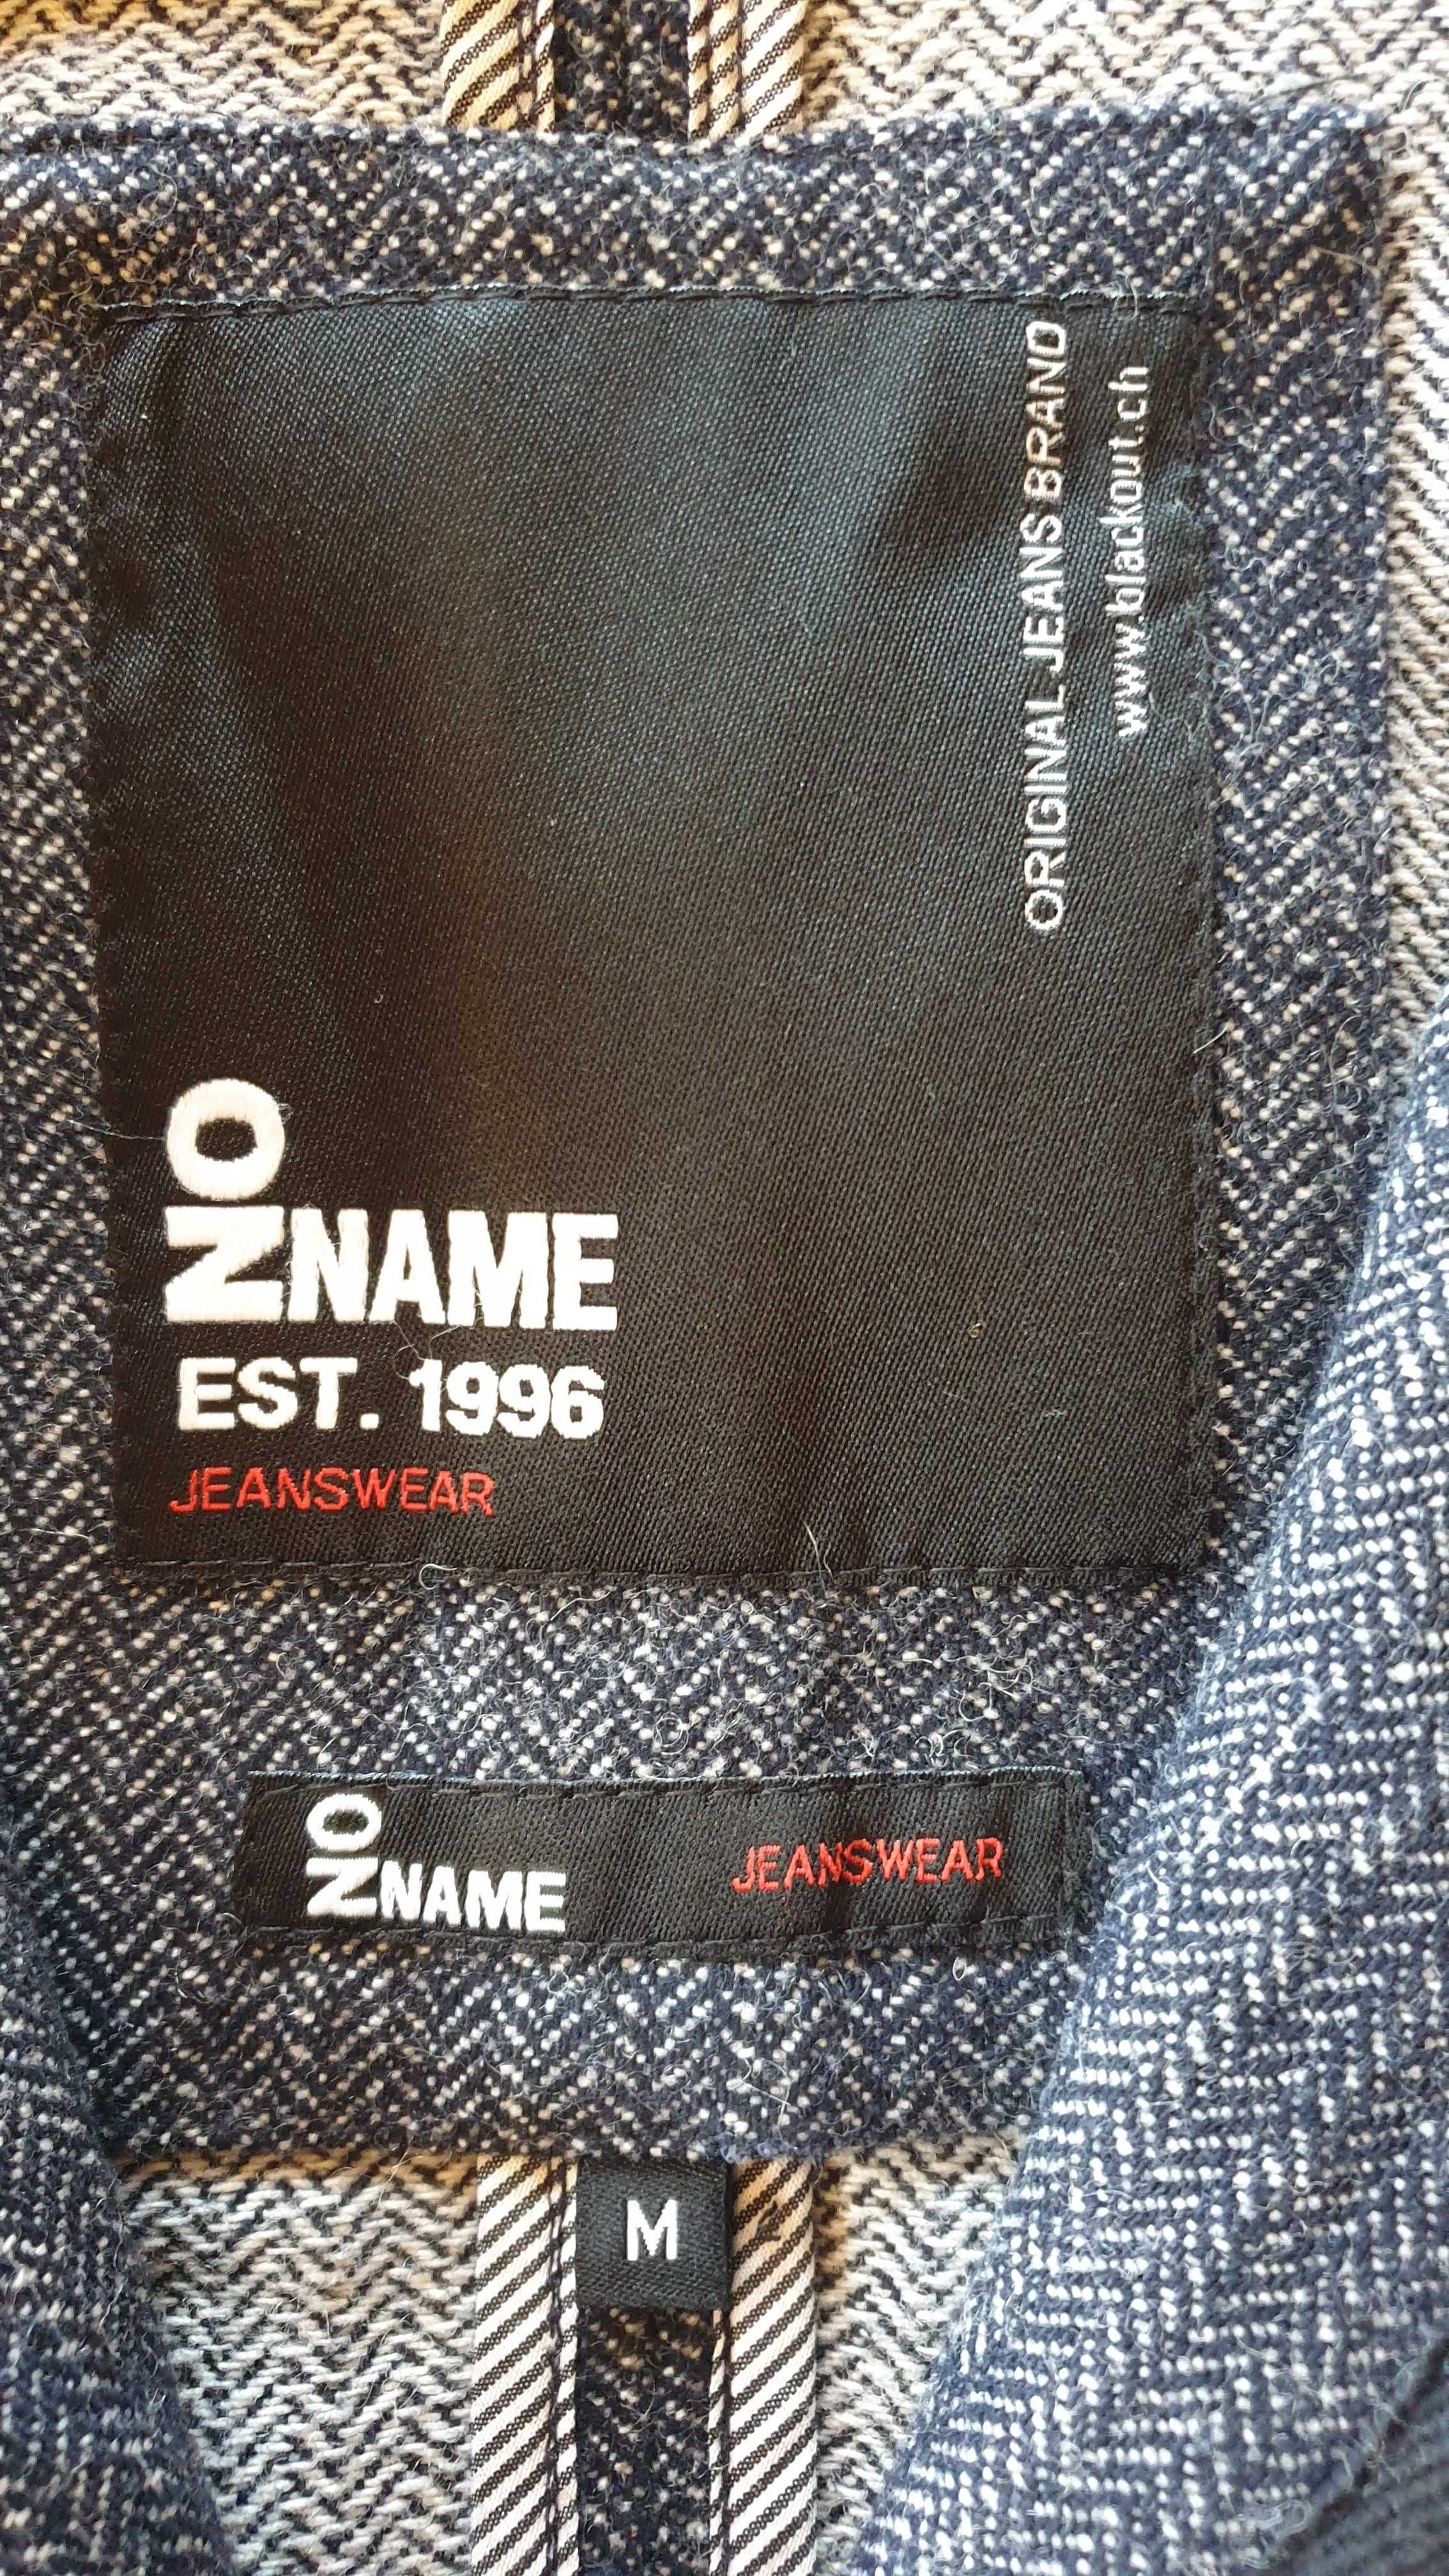 ORIGINAL JEANS BRAND
www.blackout.ch
NO
NAME
EST. 1996
JEANSWEAR
NO
NAME
JEANSWEAR
M